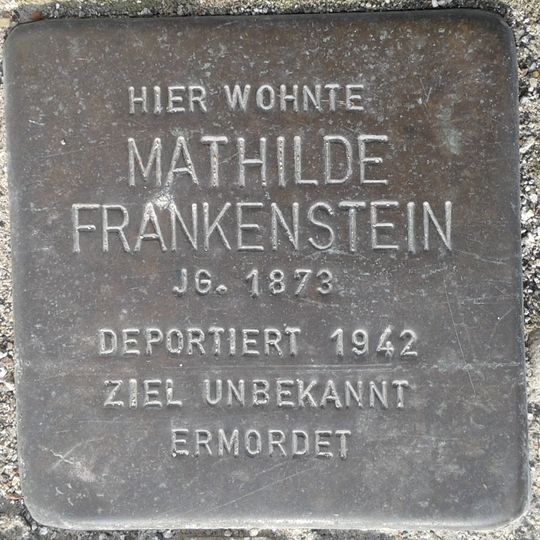 HIER WOHNTE
MATHILDE
FRANKENSTEIN
JG. 1873
DEPORTIERT 1942
ZIEL UNBEKANNT
ERMORDET